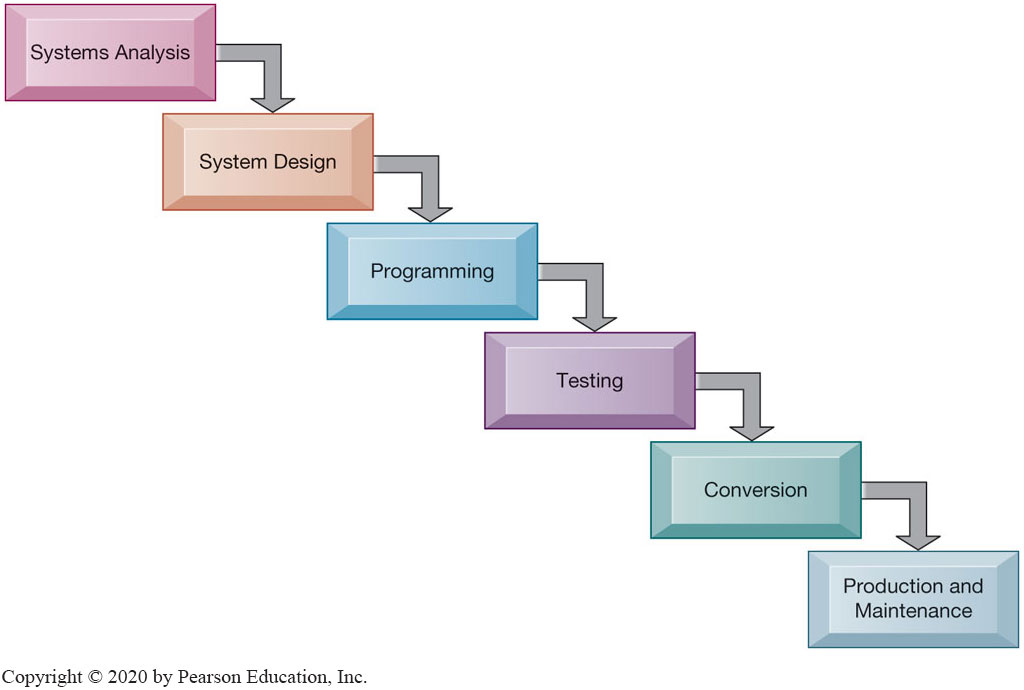 Systems Analysis
System Design
Programming
Testing
Conversion
Production and
Maintenance
Copyright © 2020 by Pearson Education, Inc.